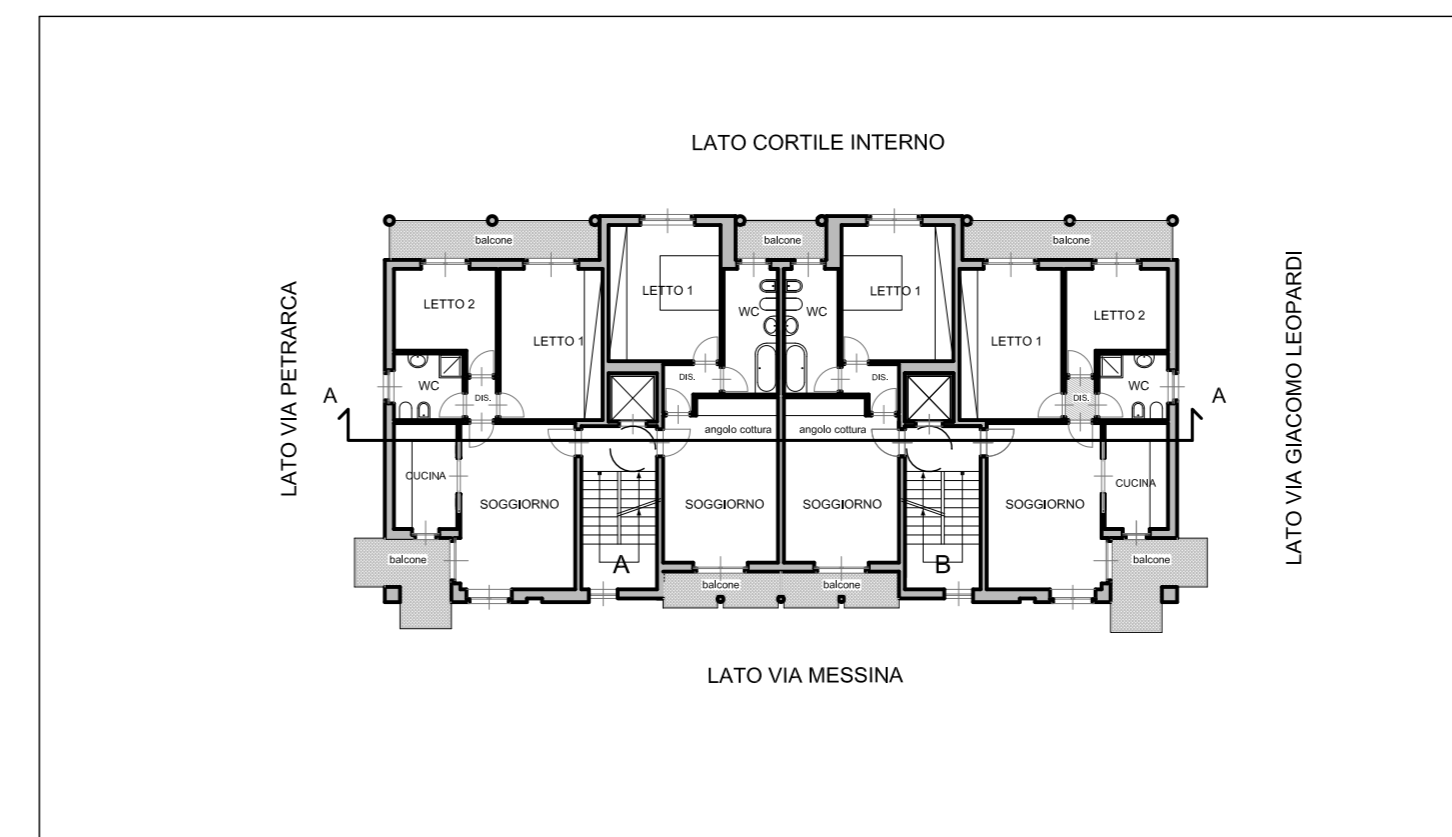 LATO CORTILE INTERNO
balcone
balcone
balcone
LATO VIA PETRARCA
LATO VIA GIACOMO LEOPARDI
LETTO 2
LETTO 1
LETTO 1
WC
WC
LETTO 1
LETTO 1
LETTO 2
WC
DIS.
DIS.
DIS.
DIS.
WC
A
A
angolo cottura
angolo cottura
CUCINA
SOGGIORNO
SOGGIORNO
SOGGIORNO
SOGGIORNO
CUCINA
A
B
balcone
balcone
balcone
balcone
LATO VIA MESSINA